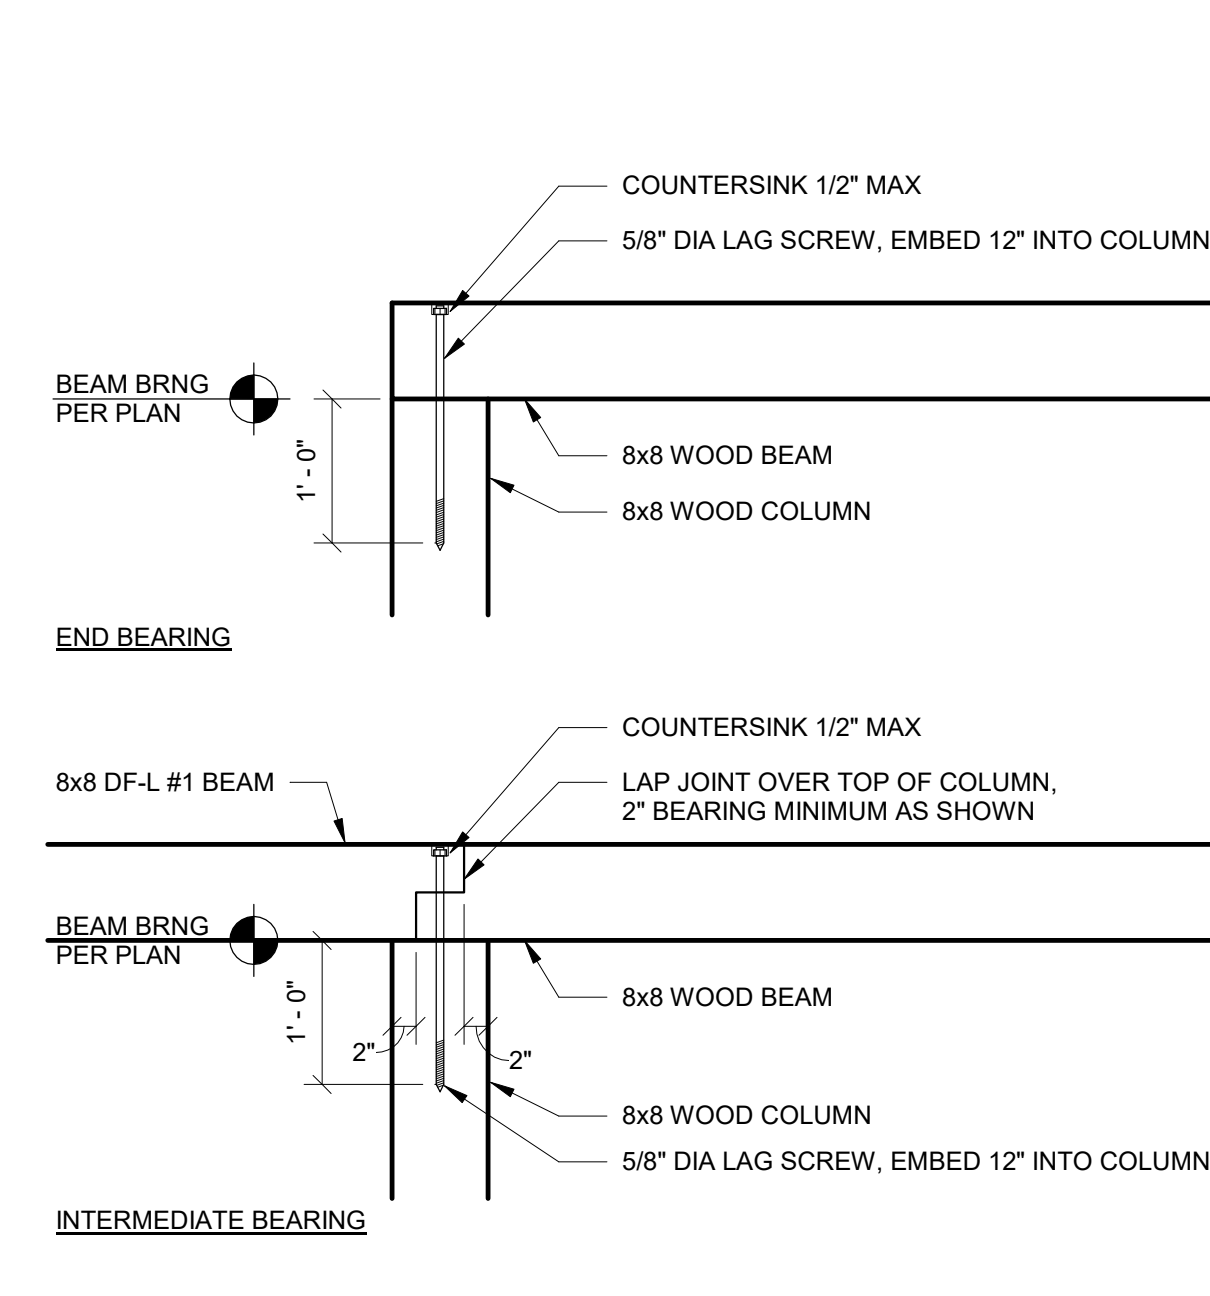 COUNTERSINK 1/2" MAX
5/8" DIA LAG SCREW, EMBED 12" INTO COLUMN
BEAM BRNG
PER PLAN
1' - 0"
8x8 WOOD BEAM
8x8 WOOD COLUMN
END BEARING
COUNTERSINK 1/2" MAX
8x8 DF-L #1 BEAM
LAP JOINT OVER TOP OF COLUMN,
2" BEARING MINIMUM AS SHOWN
BEAM BRNG
PER PLAN
1' - 0"
8x8 WOOD BEAM
2"
2"
8x8 WOOD COLUMN
5/8" DIA LAG SCREW, EMBED 12" INTO COLUMN
INTERMEDIATE BEARING